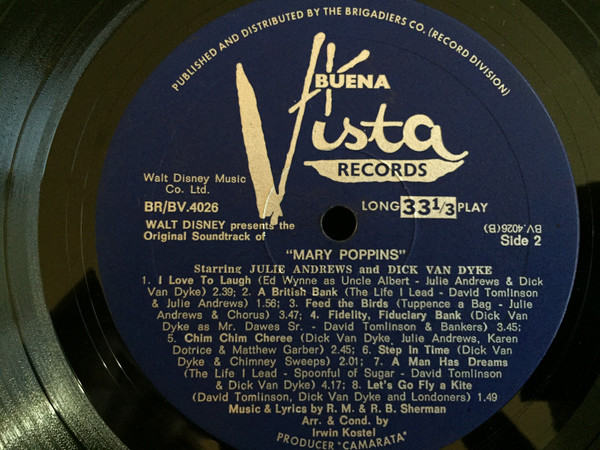 PUBLISHED AND DISTRIBUTED BY THE BRIGADIERS CO. (RECORD DIVISION)
BUENA
Vista
RECORDS
Walt Disney Music
Co. Ltd.
BR/BV.4026
LONG 33 1/3 PLAY
BV.4026(B)
Side 2
WALT DISNEY presents the
Original Soundtrack of
"MARY POPPINS"
Starring JULIE ANDREWS and DICK VAN DYKE
1. I Love To Laugh (Ed Wynne as Uncle Albert - Julie Andrews & Dick
Van Dyke) 2.39; 2. A British Bank (The Life I Lead - David Tomlinson
& Julie Andrews) 1.56; 3. Feed the Birds (Tuppence a Bag - Julie
Andrews & Chorus) 3.47; 4. Fidelity, Fiduciary Bank (Dick Van
Dyke as Mr. Dawes Sr. - David Tomlinson & Bankers) 3.45;
5. Chim Chim Cheree (Dick Van Dyke, Julie Andrews, Karen
Dotrice & Matthew Garber) 2.45; 6. Step In Time (Dick Van
Dyke & Chimney Sweeps) 2.01; 7. A Man Has Dreams
(The Life I Lead - Spoonful of Sugar - David Tomlinson
& Dick Van Dyke) 4.17; 8. Let's Go Fly a Kite
(David Tomlinson, Dick Van Dyke and Londoners) 1.49
Music & Lyrics by R. M. & R. B. Sherman
Arr. & Cond. by
Irwin Kostel
PRODUCER "CAMARATA"